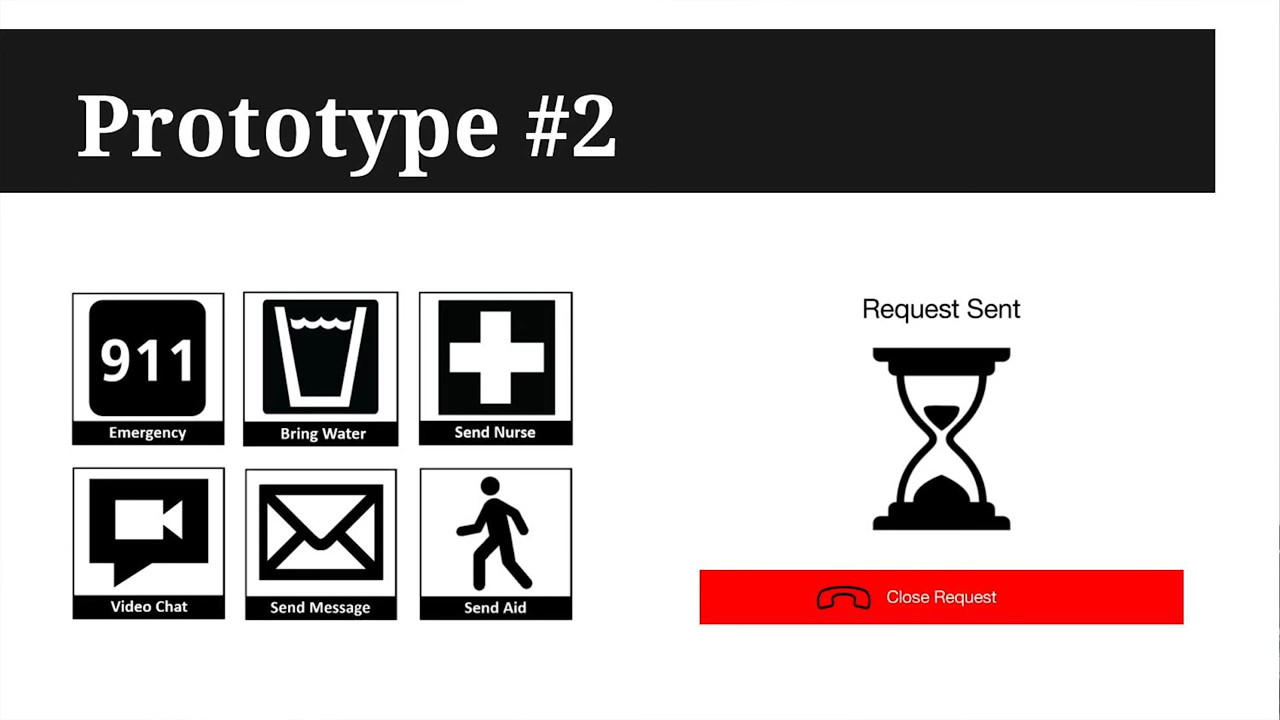 Prototype #2
911
Emergency
Bring Water
Send Nurse
Video Chat
Send Message
Send Aid
Request Sent
Close Request